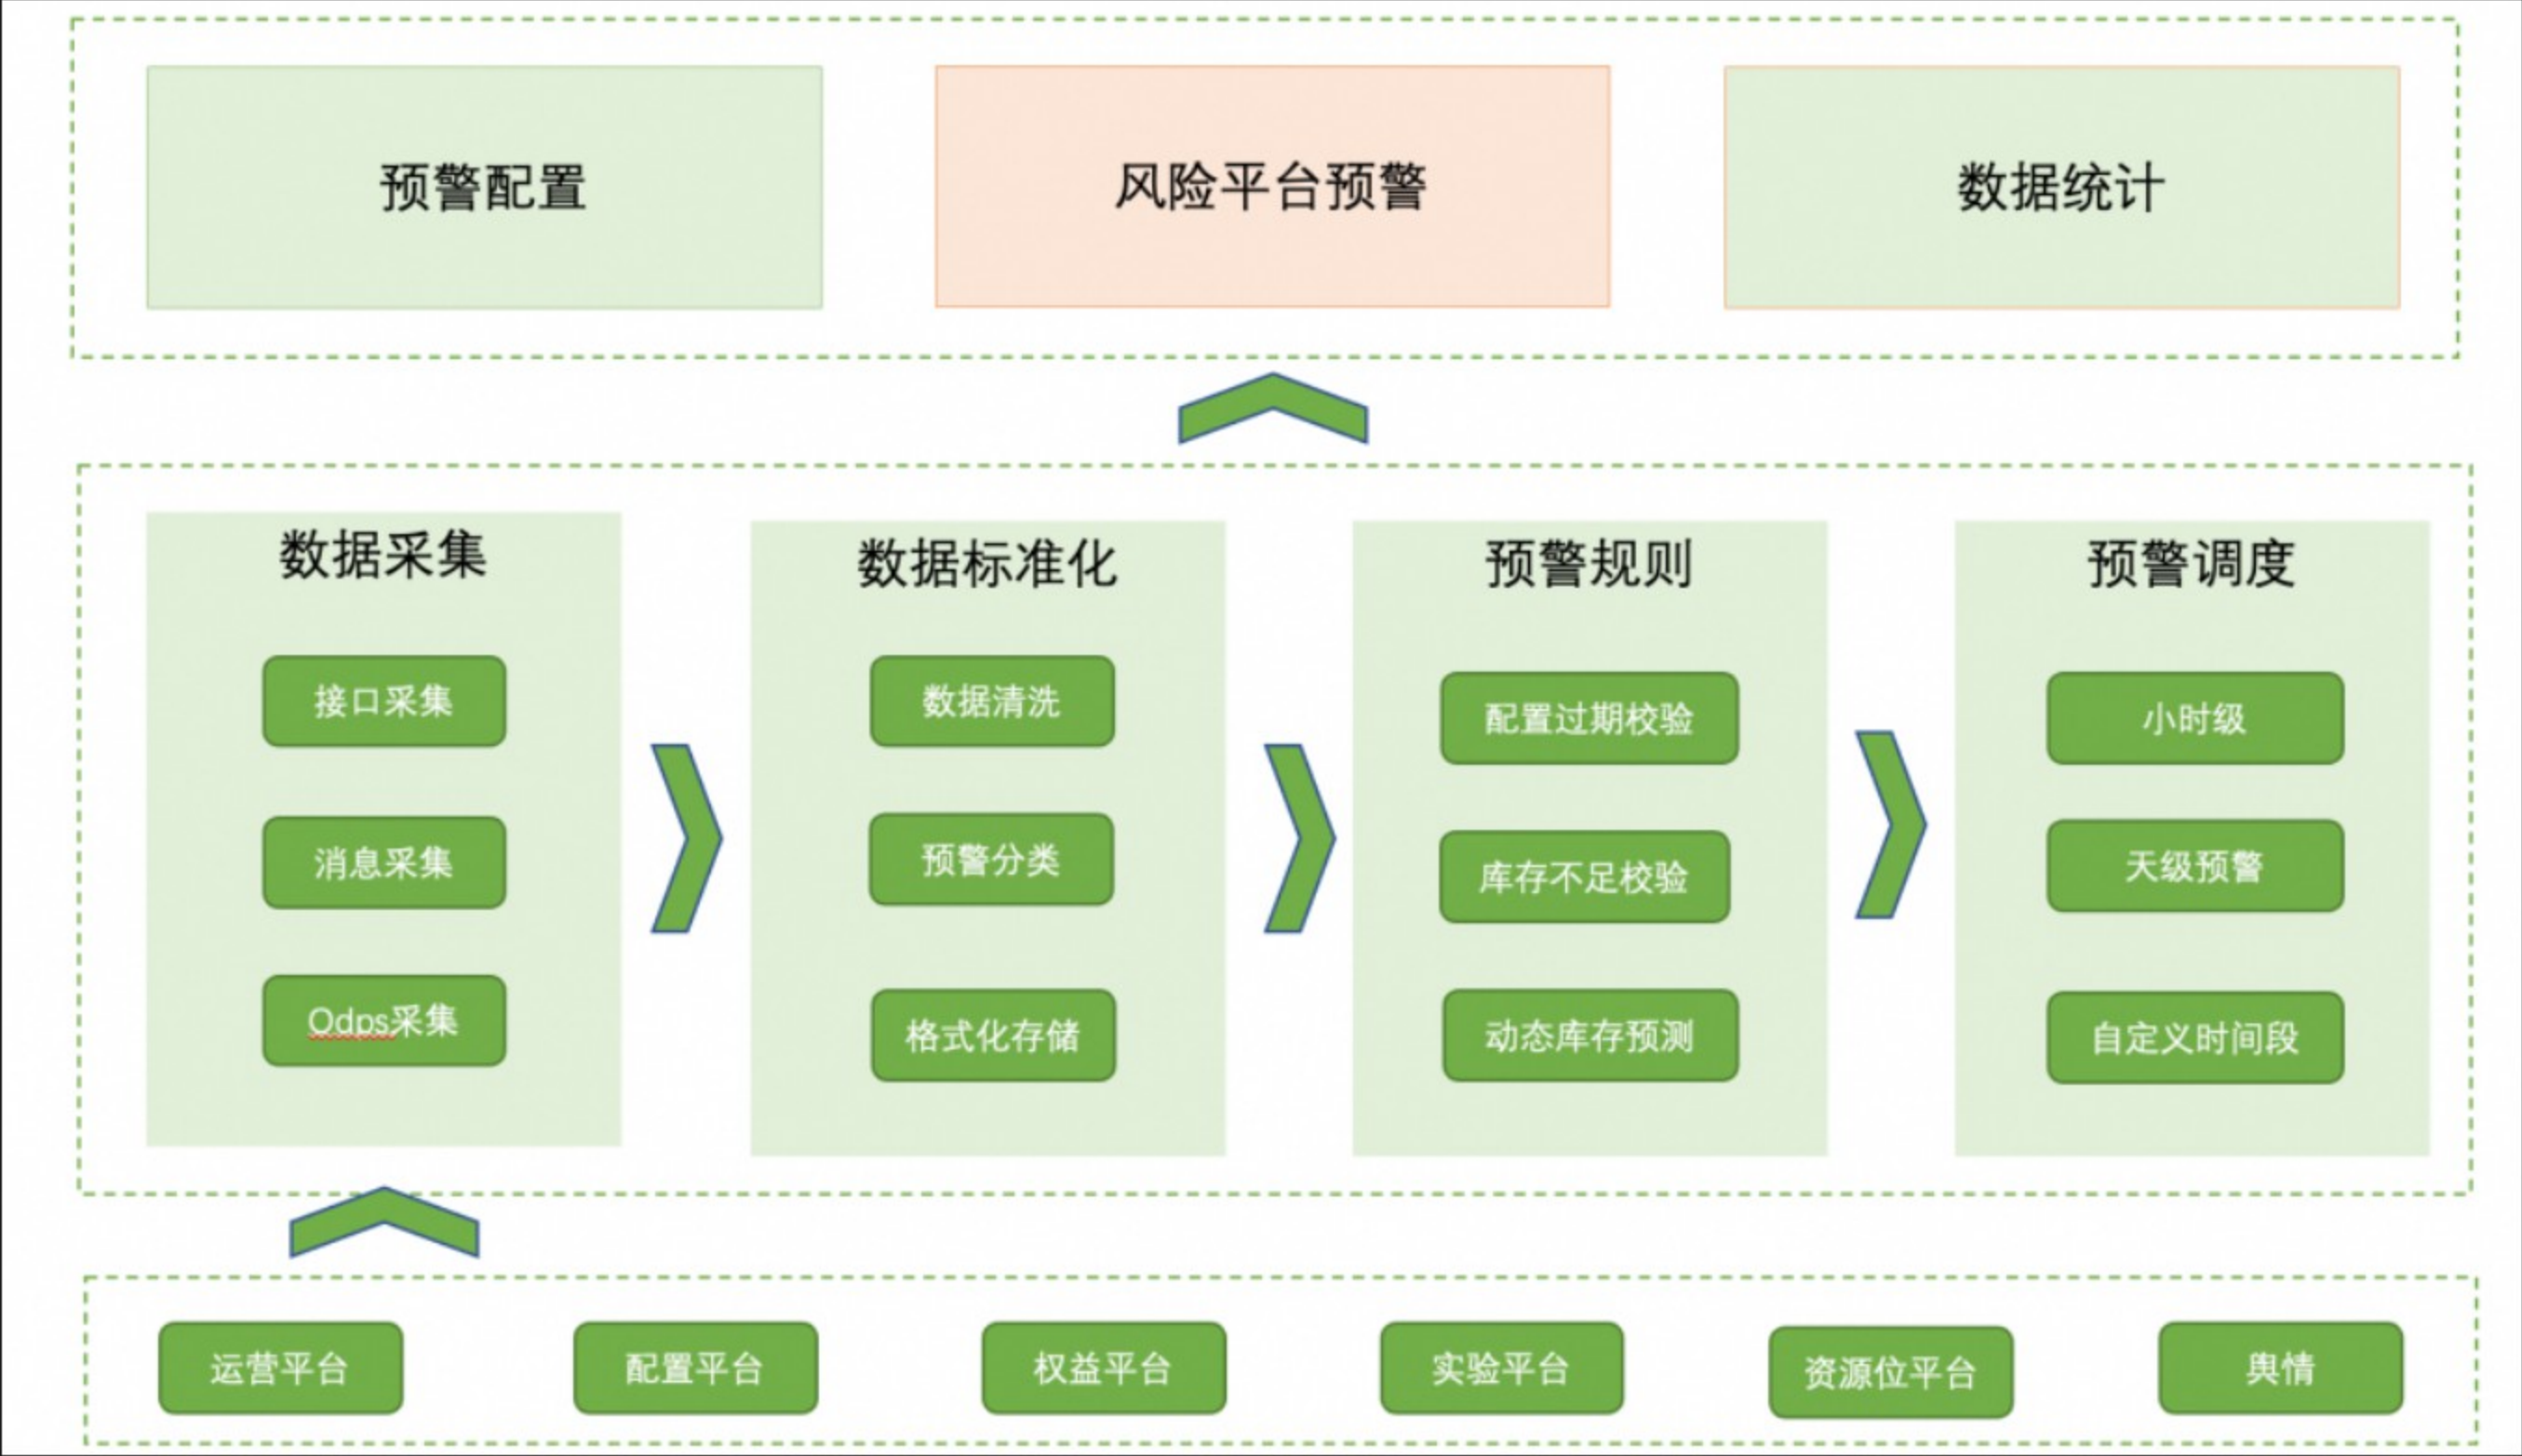 预警配置
风险平台预警
数据统计
数据采集
接口采集
消息采集
Odps采集
数据标准化
数据清洗
预警分类
格式化存储
预警规则
配置过期校验
库存不足校验
动态库存预测
预警调度
小时级
天级预警
自定义时间段
运营平台
配置平台
权益平台
实验平台
资源位平台
舆情